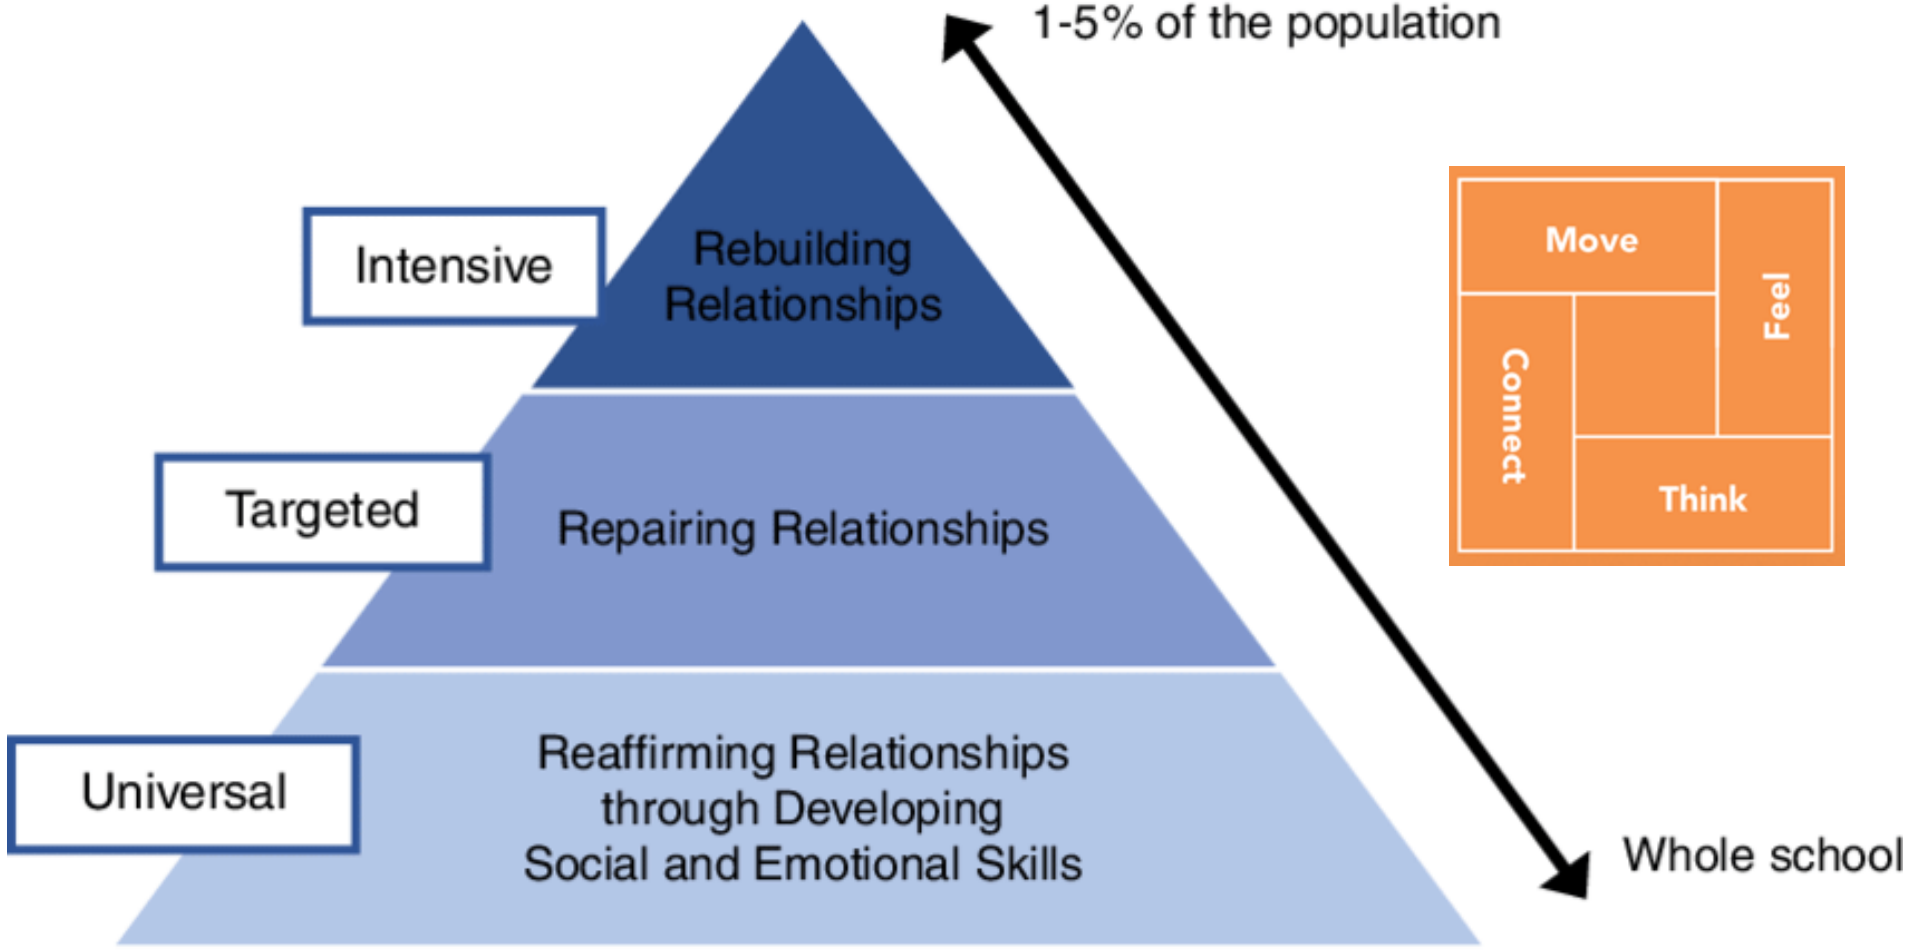 1-5% of the population
Intensive
Rebuilding
Relationships
Move
Feel
Connect
Think
Targeted
Repairing Relationships
Universal
Reaffirming Relationships
through Developing
Social and Emotional Skills
Whole school